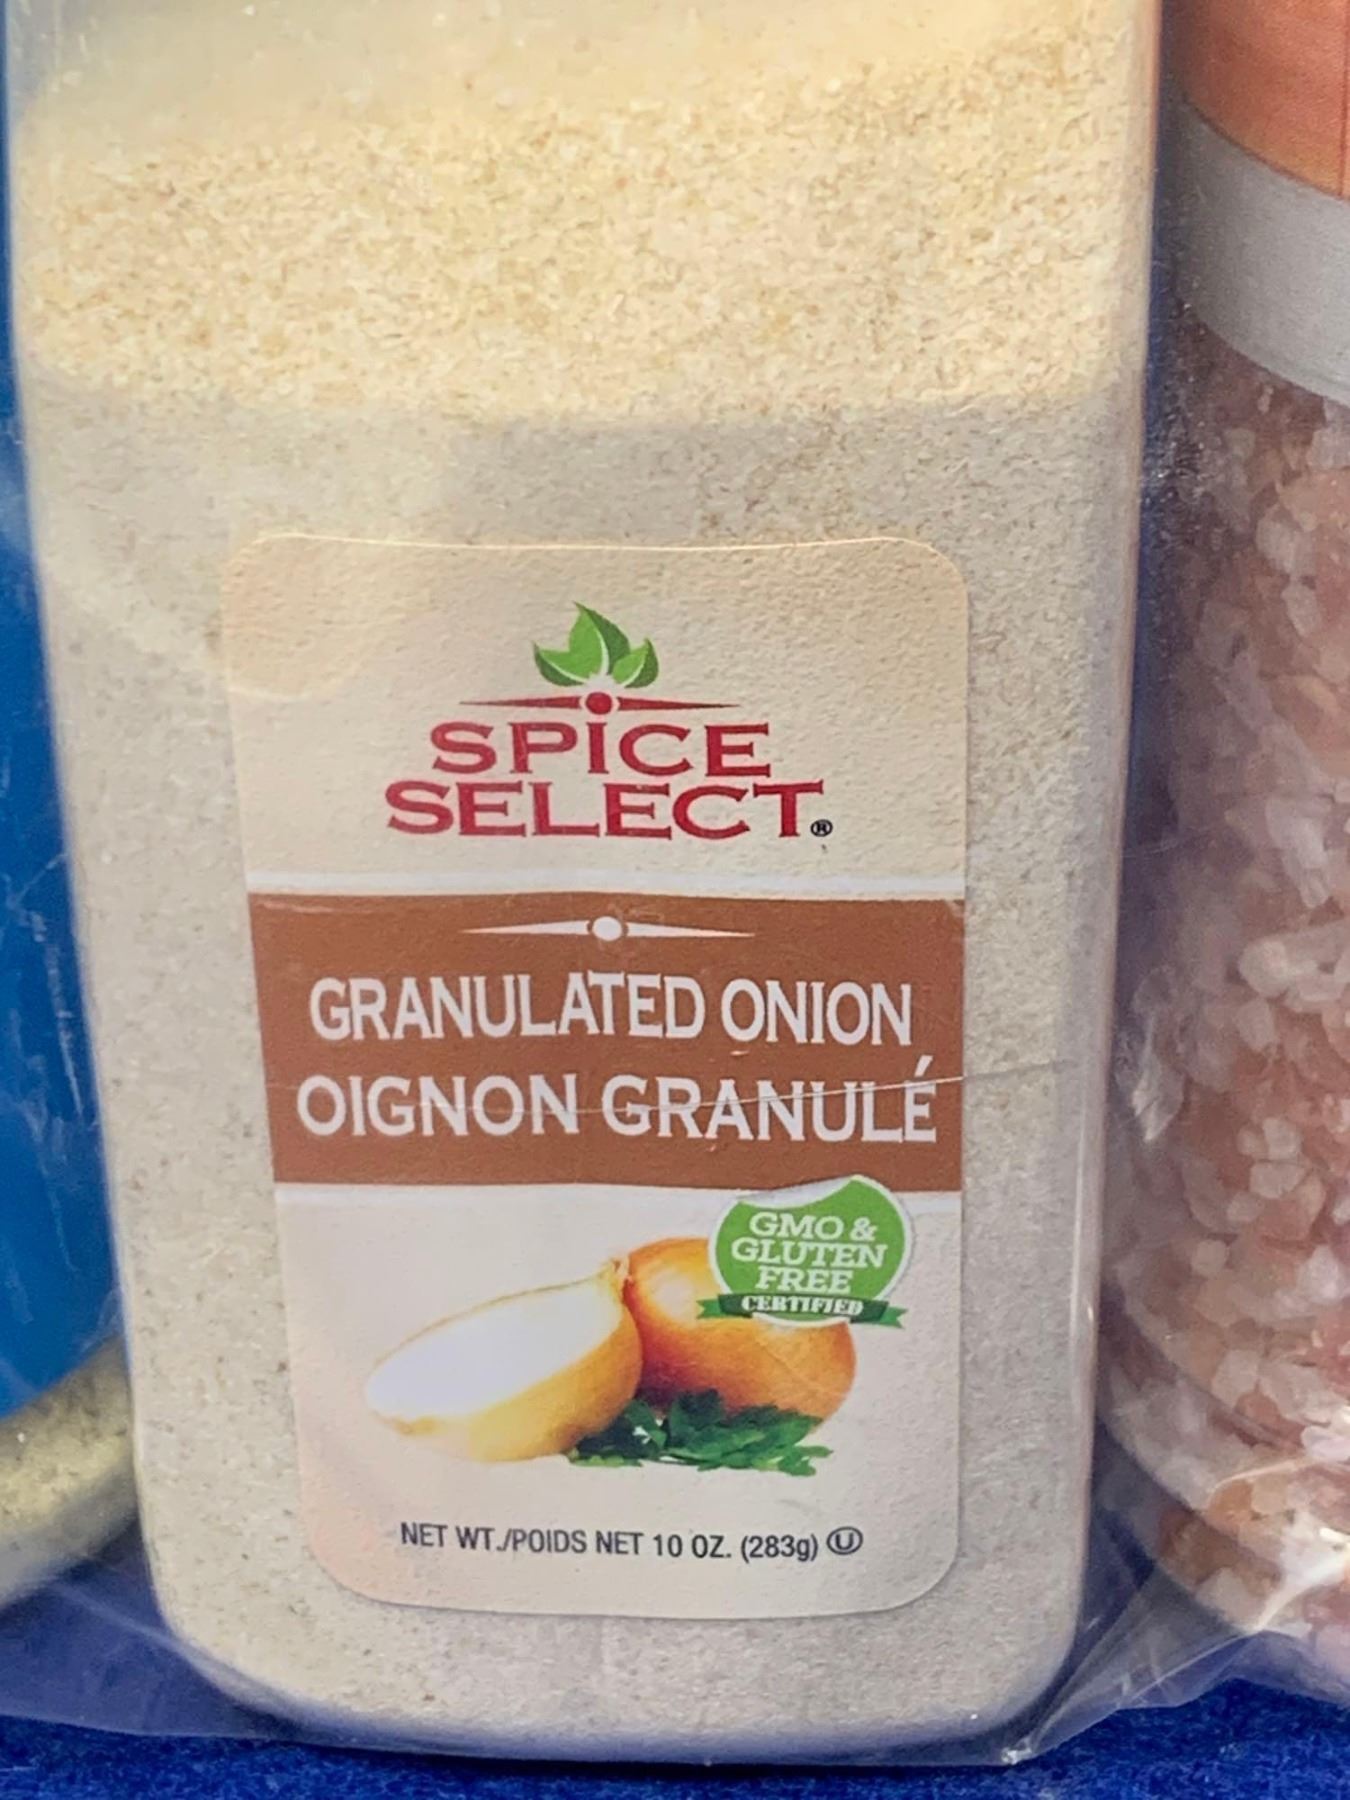 SPICE
SELECT®
GRANULATED ONION
OIGNON GRANULÉ
GMO &
GLUTEN
FREE
CERTIFIED
NET WT./POIDS NET 10 OZ. (283g) Ⓤ